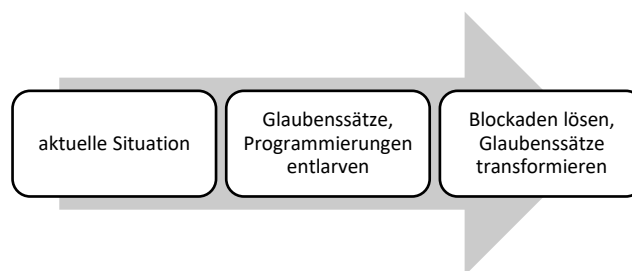 aktuelle Situation
Glaubenssätze,
Programmierungen
entlarven
Blockaden lösen,
Glaubenssätze
transformieren